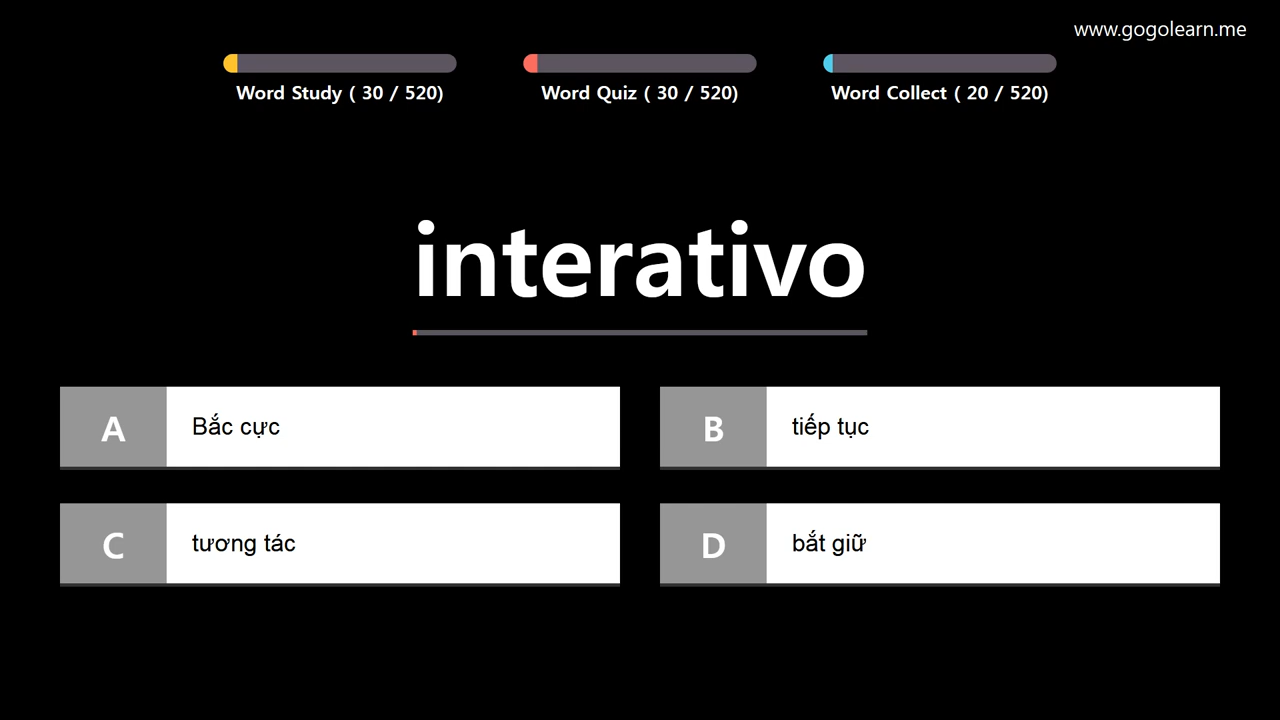 www.gogolearn.me
Word Study ( 30 / 520)
Word Quiz ( 30 / 520)
Word Collect ( 20 / 520)
interativo
A Bắc cực
B tiếp tục
C tương tác
D bắt giữ